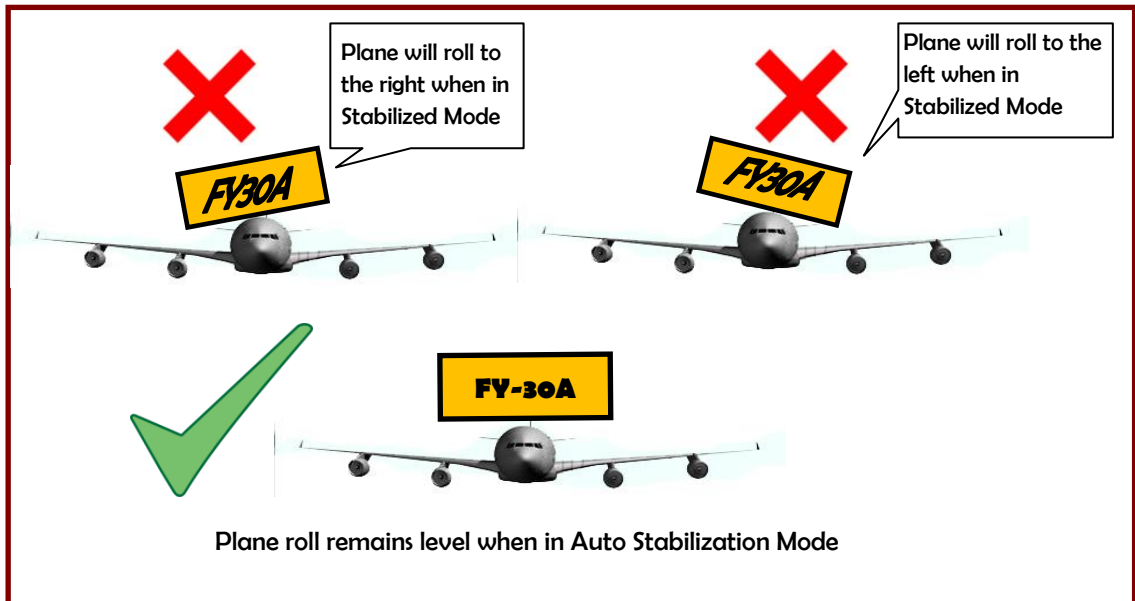 Plane will roll to
the right when in
Stabilized Mode
Plane will roll to the
left when in
Stabilized Mode
FY30A
FY30A
FY-30A
Plane roll remains level when in Auto Stabilization Mode